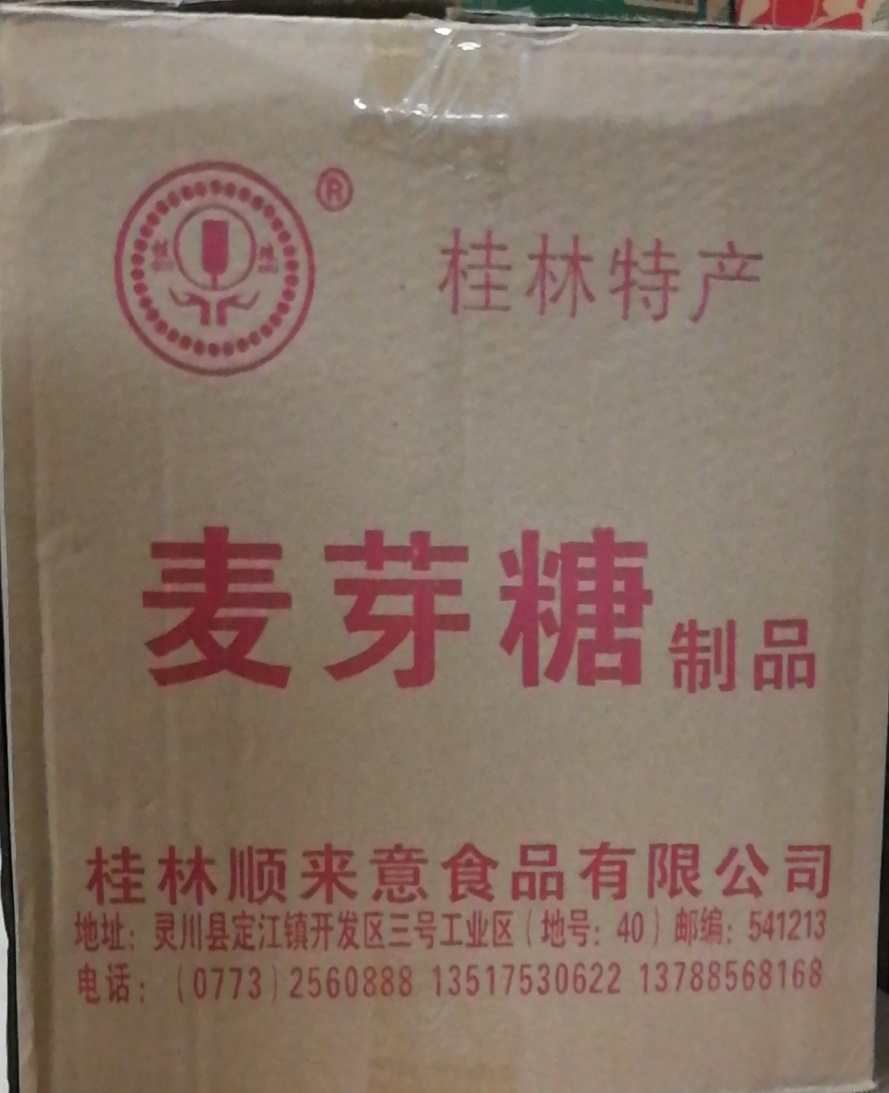 ®
桂林特产
麦芽糖制品
桂林顺来意食品有限公司
地址：灵川县定江镇开发区三号工业区（地号：40）邮编：541213
电话：（0773）2560888 13517530622 13788568168